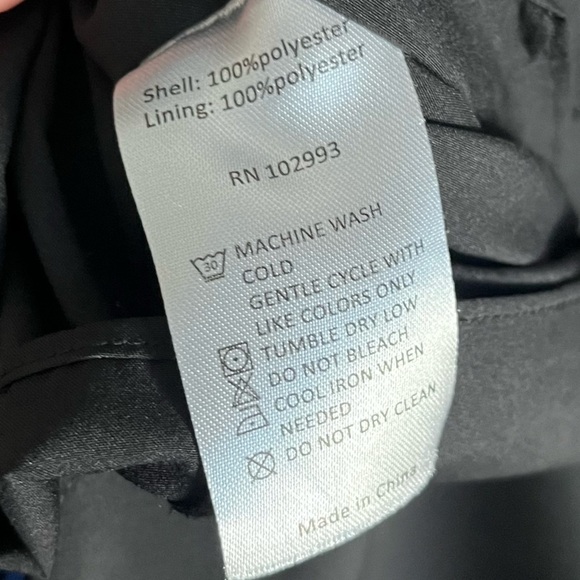 Shell: 100%polyester
Lining: 100%polyester
RN 102993
30 MACHINE WASH
COLD
GENTLE CYCLE WITH
LIKE COLORS ONLY
TUMBLE DRY LOW
DO NOT BLEACH
COOL IRON WHEN
NEEDED
DO NOT DRY CLEAN
Made in China